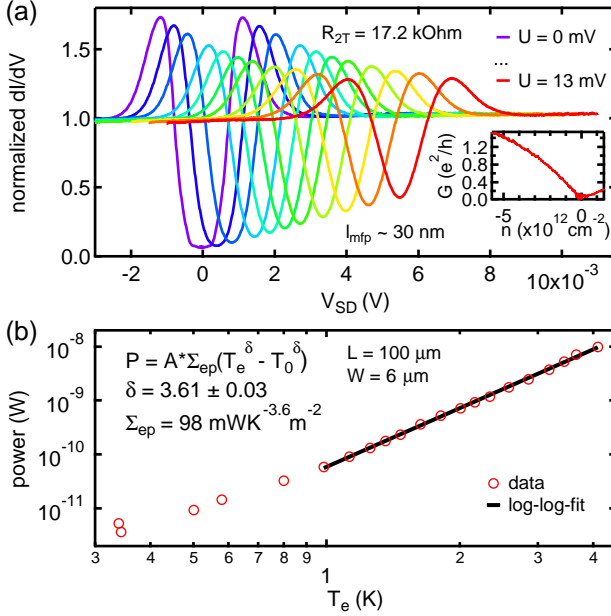 (a)
R2T = 17.2 kOhm
U = 0 mV
...
U = 13 mV
normalized dI/dV
1.5
1.0
0.5
0.0
lmfp ~ 30 nm
G (e²/h)
1.2
0.8
0.4
0.0
-5
0
-2
n (x10¹² cm⁻²)
−2
0
2
4
6
8
10x10⁻³
VSD (V)
(b)
P = A*Σep(Teδ - T0δ)
δ = 3.61 ± 0.03
Σep = 98 mWK⁻³·⁶m⁻²
L = 100 μm
W = 6 μm
power (W)
10⁻⁸
10⁻⁹
10⁻¹⁰
10⁻¹¹
data
log-log-fit
3
4
5
6
7
8
9
1
2
3
4
Te (K)